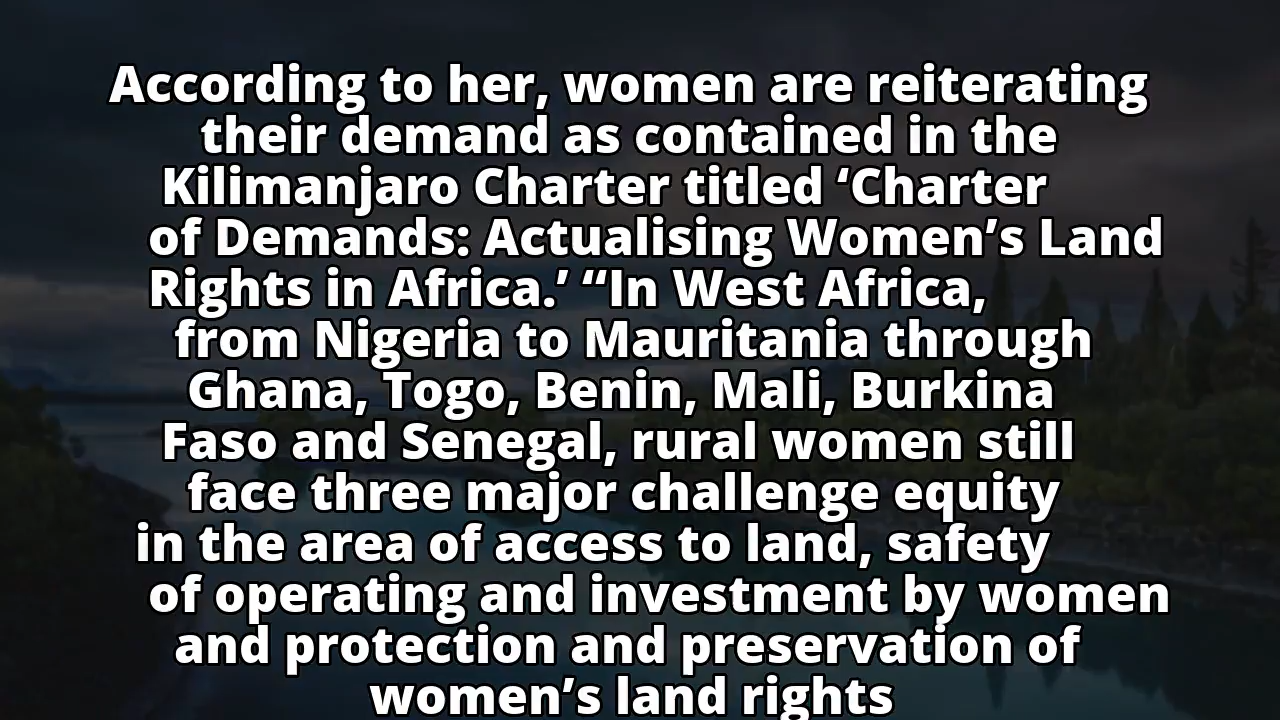 According to her, women are reiterating
their demand as contained in the
Kilimanjaro Charter titled ‘Charter
of Demands: Actualising Women’s Land
Rights in Africa.’ “In West Africa,
from Nigeria to Mauritania through
Ghana, Togo, Benin, Mali, Burkina
Faso and Senegal, rural women still
face three major challenge equity
in the area of access to land, safety
of operating and investment by women
and protection and preservation of
women’s land rights